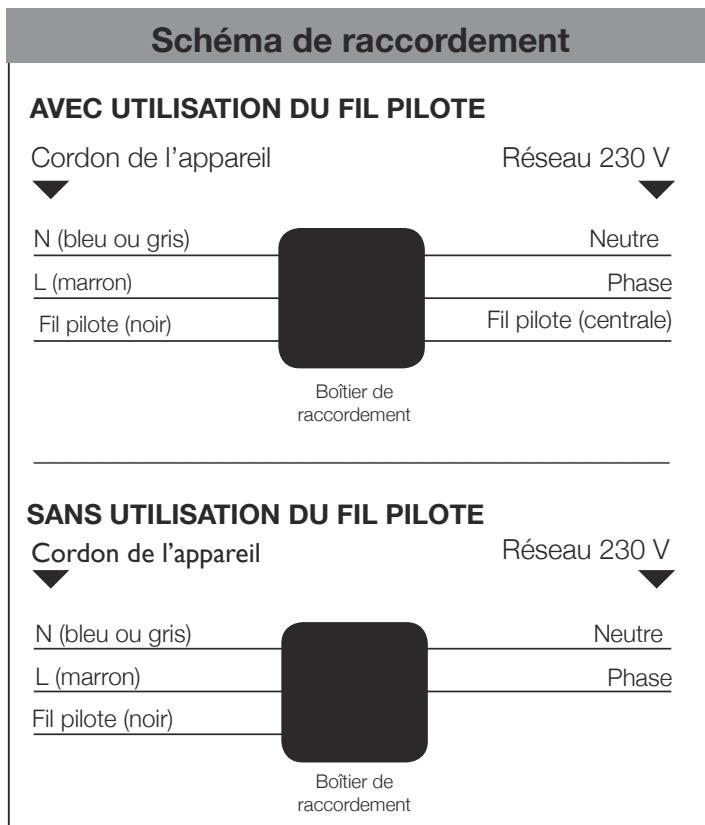 Schéma de raccordement
AVEC UTILISATION DU FIL PILOTE
Cordon de l'appareil
Réseau 230 V
N (bleu ou gris)
Neutre
L (marron)
Phase
Fil pilote (noir)
Fil pilote (centrale)
Boîtier de
raccordement
SANS UTILISATION DU FIL PILOTE
Cordon de l'appareil
Réseau 230 V
N (bleu ou gris)
Neutre
L (marron)
Phase
Fil pilote (noir)
Boîtier de
raccordement